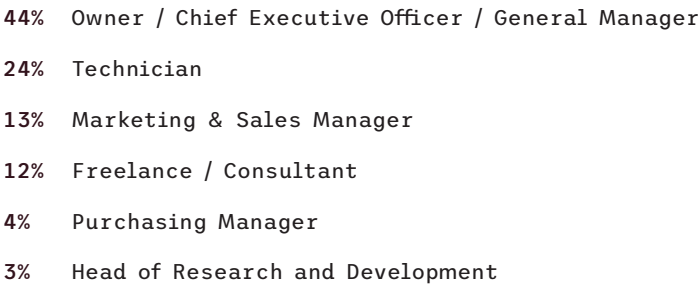 44% Owner / Chief Executive Officer / General Manager
24% Technician
13% Marketing & Sales Manager
12% Freelance / Consultant
4% Purchasing Manager
3% Head of Research and Development